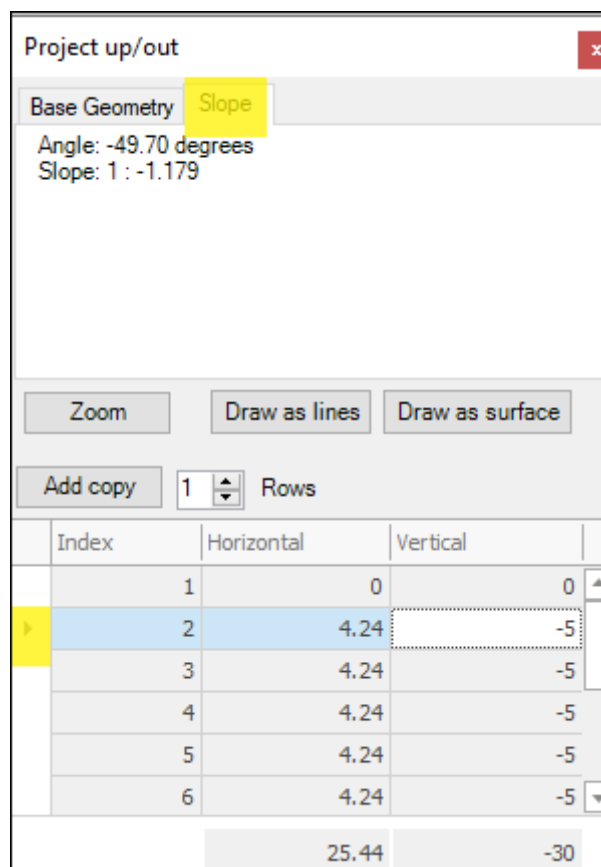 Project up/out x
Base Geometry Slope
Angle: -49.70 degrees
Slope: 1 : -1.179
Zoom Draw as lines Draw as surface
Add copy 1 Rows
Index Horizontal Vertical
1 0 0
2 4.24 -5
3 4.24 -5
4 4.24 -5
5 4.24 -5
6 4.24 -5
25.44 -30